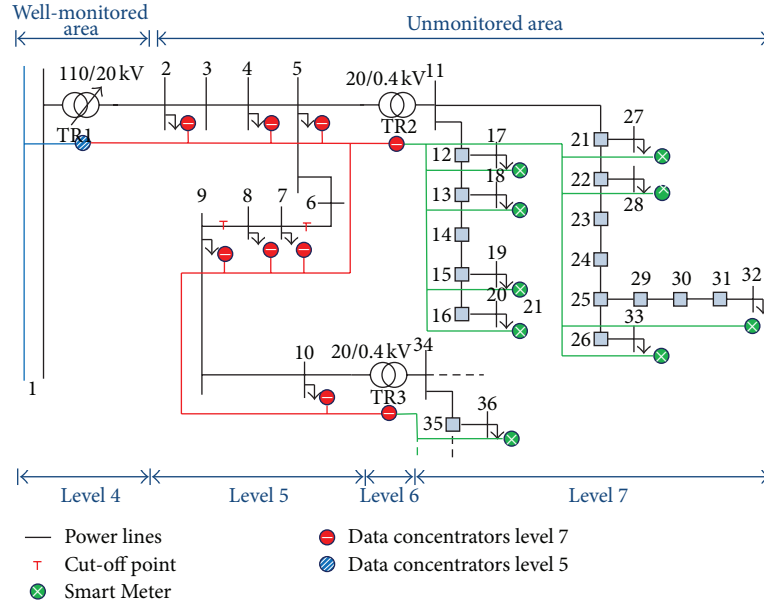 Well-monitored
area
Unmonitored area
110/20 kV
2
3
4
5
20/0.4 kV
11
TR1
TR2
12
17
18
13
14
15
19
20
16
21
21
27
22
28
23
24
25
29
30
31
32
26
33
9
8
7
6
1
10
20/0.4 kV
34
TR3
35
36
Level 4
Level 5
Level 6
Level 7
Power lines
Cut-off point
Smart Meter
Data concentrators level 7
Data concentrators level 5